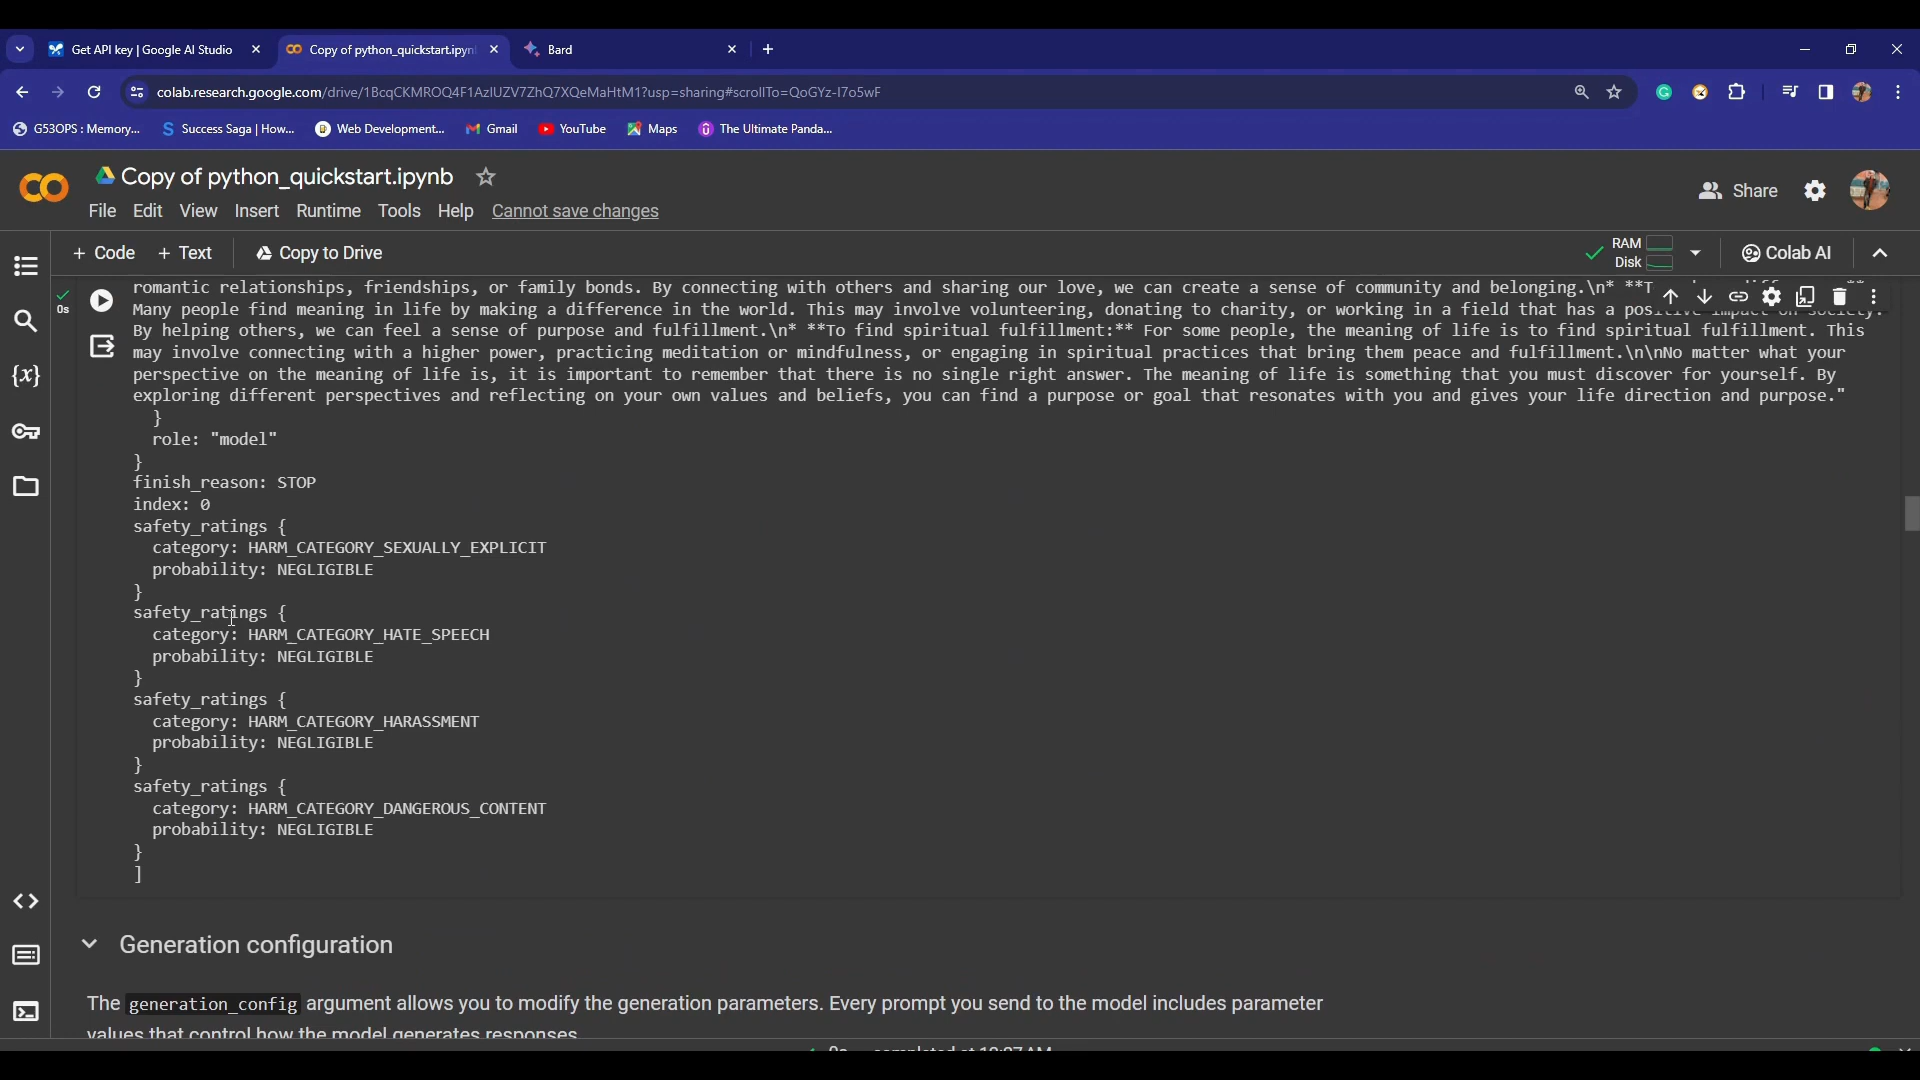 Get API key | Google AI Studio
Copy of python_quickstart.ipyn
Bard
colab.research.google.com/drive/1BcqCKMROQ4F1AzlUZV7ZhQ7XQeMaHtM1?usp=sharing#scrollTo=QoGYz-I7o5wF
G53OPS : Memory...
Success Saga | How...
Web Development...
Gmail
YouTube
Maps
The Ultimate Panda...
Copy of python_quickstart.ipynb
Share
File Edit View Insert Runtime Tools Help Cannot save changes
+ Code + Text Copy to Drive
RAM
Disk
Colab AI
0s
romantic relationships, friendships, or family bonds. By connecting with others and sharing our love, we can create a sense of community and belonging.\n* **T
Many people find meaning in life by making a difference in the world. This may involve volunteering, donating to charity, or working in a field that has a positive impact on society.
By helping others, we can feel a sense of purpose and fulfillment.\n* **To find spiritual fulfillment:** For some people, the meaning of life is to find spiritual fulfillment. This
may involve connecting with a higher power, practicing meditation or mindfulness, or engaging in spiritual practices that bring them peace and fulfillment.\n\nNo matter what your
perspective on the meaning of life is, it is important to remember that there is no single right answer. The meaning of life is something that you must discover for yourself. By
exploring different perspectives and reflecting on your own values and beliefs, you can find a purpose or goal that resonates with you and gives your life direction and purpose."
}
role: "model"
}
finish_reason: STOP
index: 0
safety_ratings {
category: HARM_CATEGORY_SEXUALLY_EXPLICIT
probability: NEGLIGIBLE
}
safety_ratings {
category: HARM_CATEGORY_HATE_SPEECH
probability: NEGLIGIBLE
}
safety_ratings {
category: HARM_CATEGORY_HARASSMENT
probability: NEGLIGIBLE
}
safety_ratings {
category: HARM_CATEGORY_DANGEROUS_CONTENT
probability: NEGLIGIBLE
}
]
Generation configuration
The generation_config argument allows you to modify the generation parameters. Every prompt you send to the model includes parameter
values that control how the model generates responses.